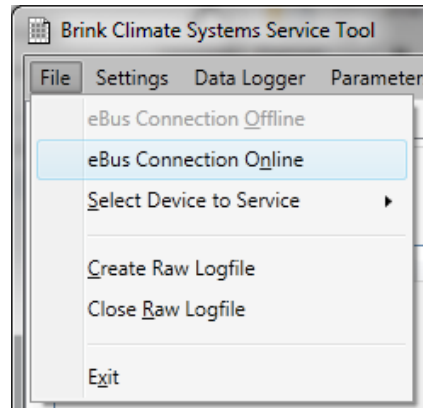 Brink Climate Systems Service Tool
File Settings Data Logger Parameter
eBus Connection Offline
eBus Connection Online
Select Device to Service
Create Raw Logfile
Close Raw Logfile
Exit